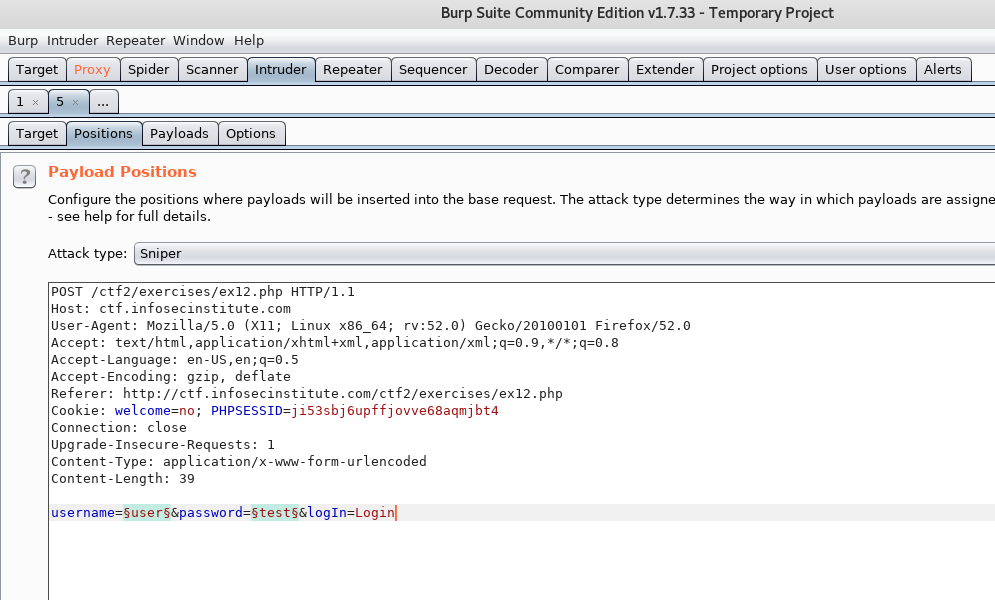 Burp Suite Community Edition v1.7.33 - Temporary Project
Burp Intruder Repeater Window Help
Target Proxy Spider Scanner Intruder Repeater Sequencer Decoder Comparer Extender Project options User options Alerts
1 × 5 × ...
Target Positions Payloads Options
? Payload Positions
Configure the positions where payloads will be inserted into the base request. The attack type determines the way in which payloads are assigne
- see help for full details.
Attack type: Sniper
POST /ctf2/exercises/ex12.php HTTP/1.1
Host: ctf.infosecinstitute.com
User-Agent: Mozilla/5.0 (X11; Linux x86_64; rv:52.0) Gecko/20100101 Firefox/52.0
Accept: text/html,application/xhtml+xml,application/xml;q=0.9,*/*;q=0.8
Accept-Language: en-US,en;q=0.5
Accept-Encoding: gzip, deflate
Referer: http://ctf.infosecinstitute.com/ctf2/exercises/ex12.php
Cookie: welcome=no; PHPSESSID=ji53sbj6upffjovve68aqmjbt4
Connection: close
Upgrade-Insecure-Requests: 1
Content-Type: application/x-www-form-urlencoded
Content-Length: 39
username=§user§&password=§test§&logIn=Login